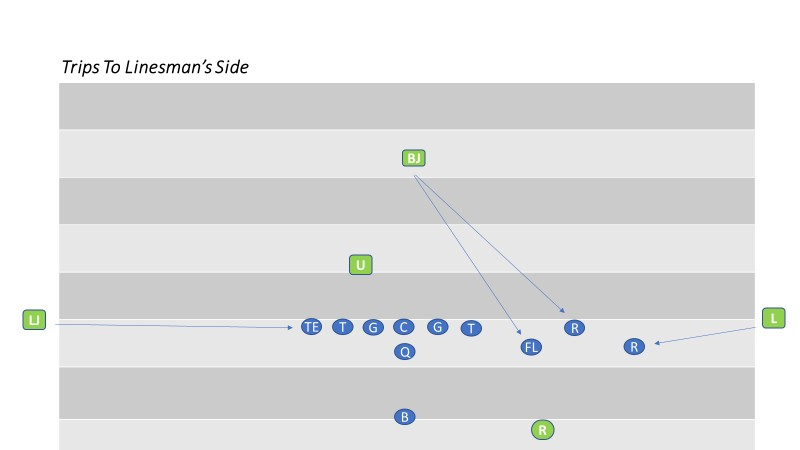 Trips To Linesman's Side
BJ
U
LJ
L
TE T G C G T R
Q FL R
B
R